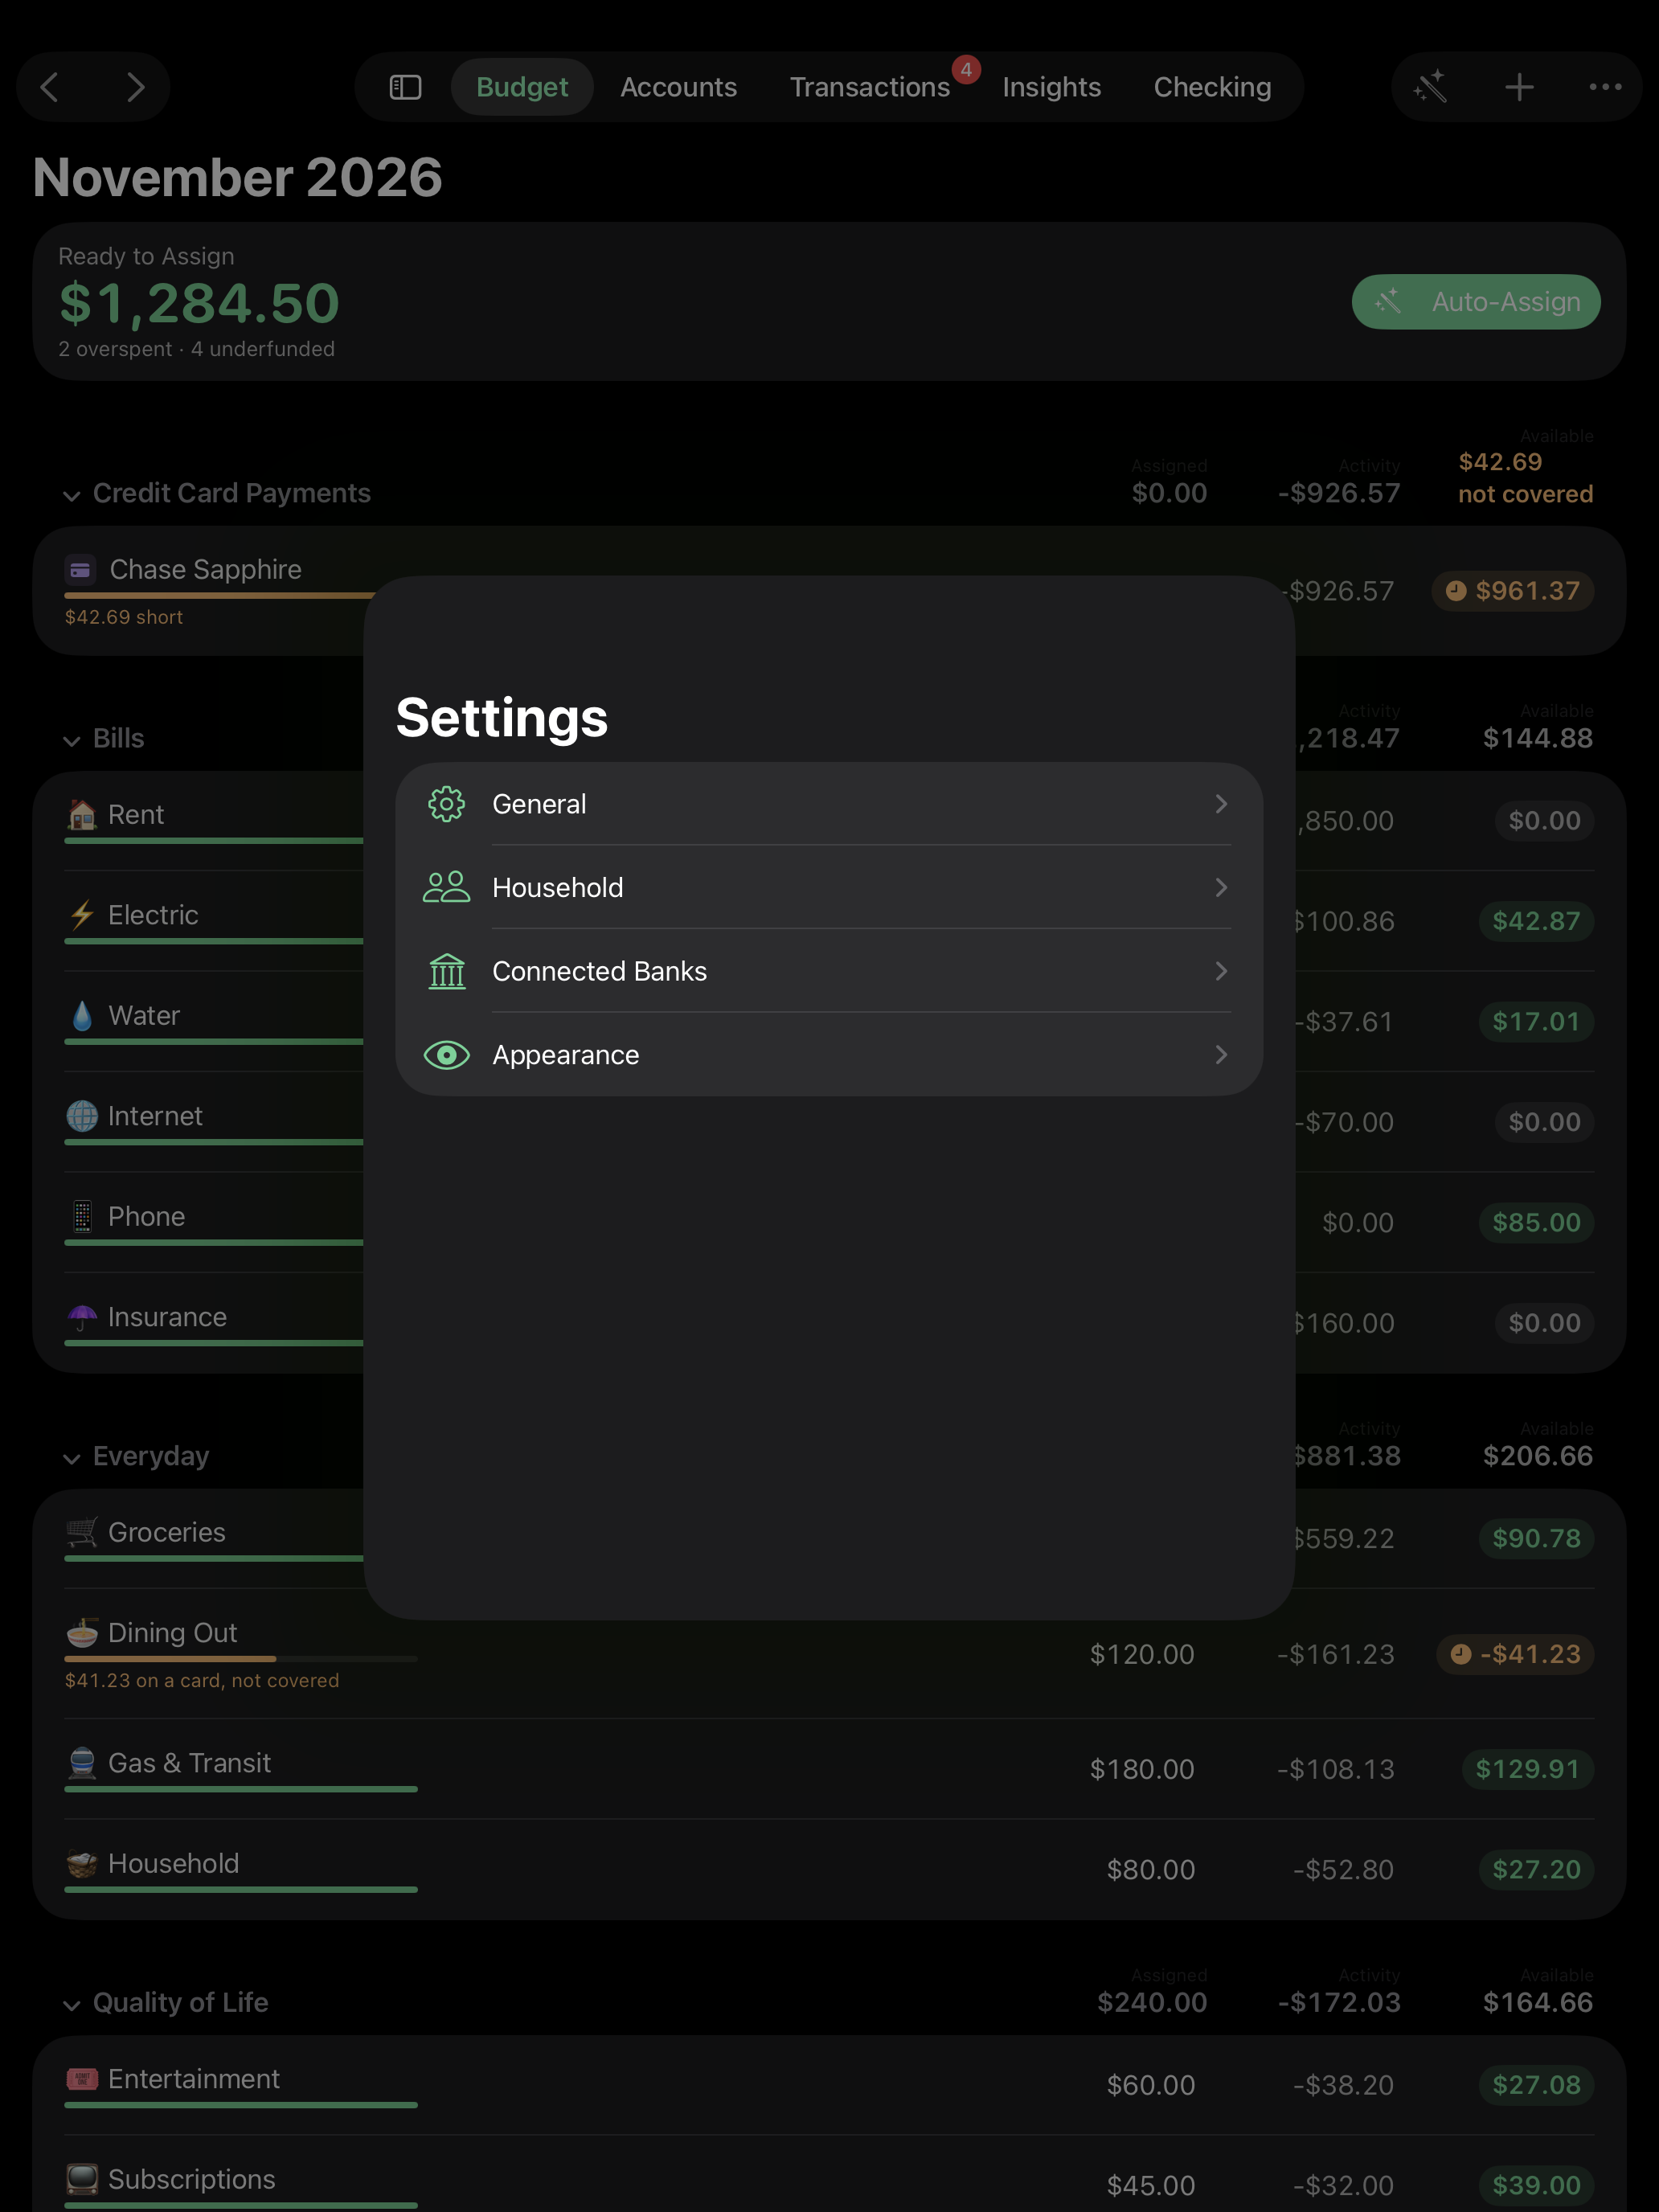 Budget
Accounts
Transactions
4
Insights
Checking
November 2026
Ready to Assign
$1,284.50
2 overspent · 4 underfunded
Auto-Assign
Credit Card Payments
Assigned
$0.00
Activity
-$926.57
Available
$42.69
not covered
Chase Sapphire
$42.69 short
-$926.57
$961.37
Settings
General
Household
Connected Banks
Appearance
Bills
Activity
,218.47
Available
$144.88
Rent
,850.00
$0.00
Electric
$100.86
$42.87
Water
-$37.61
$17.01
Internet
-$70.00
$0.00
Phone
$0.00
$85.00
Insurance
$160.00
$0.00
Everyday
Activity
$881.38
Available
$206.66
Groceries
$559.22
$90.78
Dining Out
$41.23 on a card, not covered
$120.00
-$161.23
-$41.23
Gas & Transit
$180.00
-$108.13
$129.91
Household
$80.00
-$52.80
$27.20
Quality of Life
Assigned
$240.00
Activity
-$172.03
Available
$164.66
Entertainment
$60.00
-$38.20
$27.08
Subscriptions
$45.00
-$32.00
$39.00